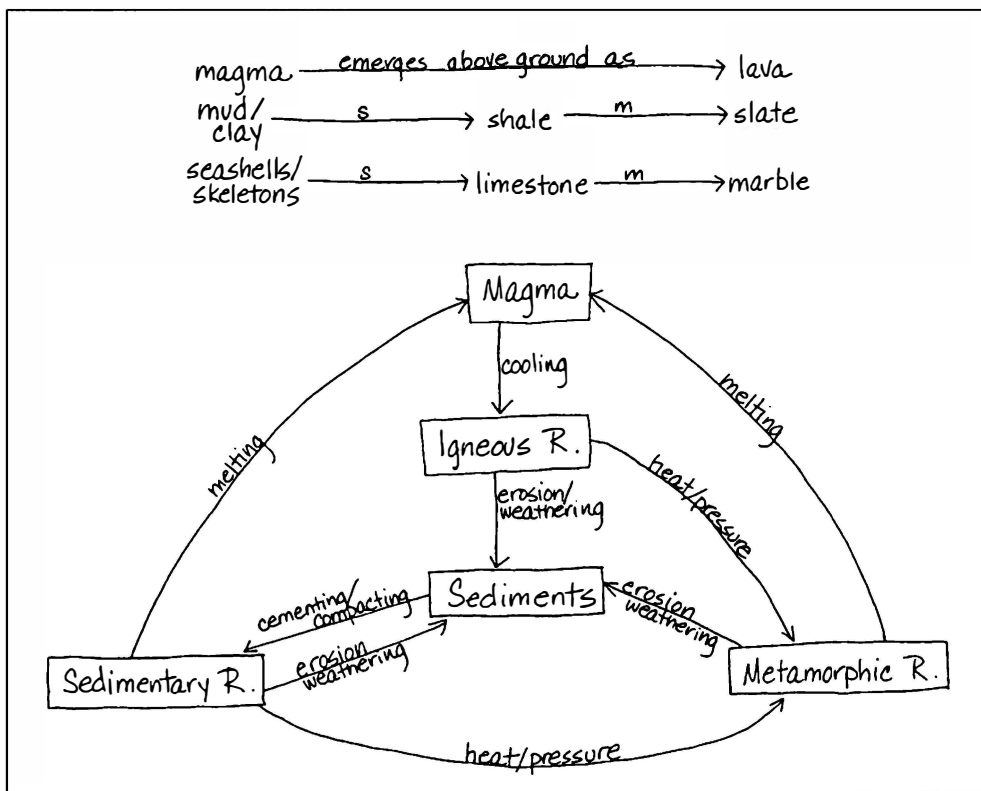 magma emerges above ground as lava
mud/
clay s shale m slate
seashells/
skeletons s limestone m marble
Magma
cooling
melting
melting
Igneous R.
heat/pressure
erosion/
weathering
Sediments
cementing/
compacting
erosion
weathering
erosion
weathering
Sedimentary R.
Metamorphic R.
heat/pressure